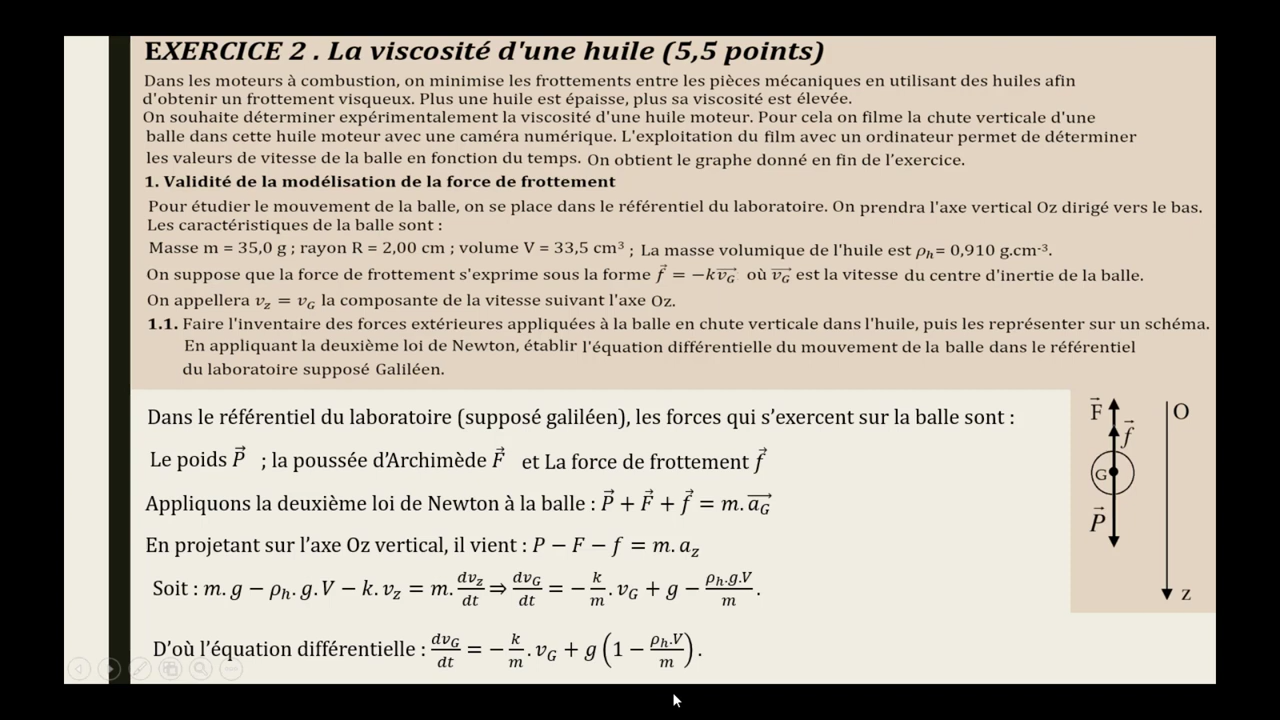 EXERCICE 2 . La viscosité d'une huile (5,5 points)
Dans les moteurs à combustion, on minimise les frottements entre les pièces mécaniques en utilisant des huiles afin
d'obtenir un frottement visqueux. Plus une huile est épaisse, plus sa viscosité est élevée.
On souhaite déterminer expérimentalement la viscosité d'une huile moteur. Pour cela on filme la chute verticale d'une
balle dans cette huile moteur avec une caméra numérique. L'exploitation du film avec un ordinateur permet de déterminer
les valeurs de vitesse de la balle en fonction du temps. On obtient le graphe donné en fin de l'exercice.
1. Validité de la modélisation de la force de frottement
Pour étudier le mouvement de la balle, on se place dans le référentiel du laboratoire. On prendra l'axe vertical Oz dirigé vers le bas.
Les caractéristiques de la balle sont :
Masse m = 35,0 g ; rayon R = 2,00 cm ; volume V = 33,5 cm³ ; La masse volumique de l'huile est ρₕ= 0,910 g.cm⁻³.
On suppose que la force de frottement s'exprime sous la forme f⃗ = −kv_G⃗ où v_G⃗ est la vitesse du centre d'inertie de la balle.
On appellera v_z = v_G la composante de la vitesse suivant l'axe Oz.
1.1. Faire l'inventaire des forces extérieures appliquées à la balle en chute verticale dans l'huile, puis les représenter sur un schéma.
En appliquant la deuxième loi de Newton, établir l'équation différentielle du mouvement de la balle dans le référentiel
du laboratoire supposé Galiléen.
Dans le référentiel du laboratoire (supposé galiléen), les forces qui s'exercent sur la balle sont :
Le poids P⃗ ; la poussée d'Archimède F⃗ et La force de frottement f⃗
Appliquons la deuxième loi de Newton à la balle : P⃗ + F⃗ + f⃗ = m. a_G⃗
En projetant sur l'axe Oz vertical, il vient : P − F − f = m. a_z
Soit : m. g − ρₕ. g. V − k. v_z = m. dv_z/dt ⇒ dv_G/dt = − k/m . v_G + g − ρₕ.g.V/m .
D'où l'équation différentielle : dv_G/dt = − k/m . v_G + g (1 − ρₕ.V/m) .
F⃗
O
f⃗
G
P⃗
z